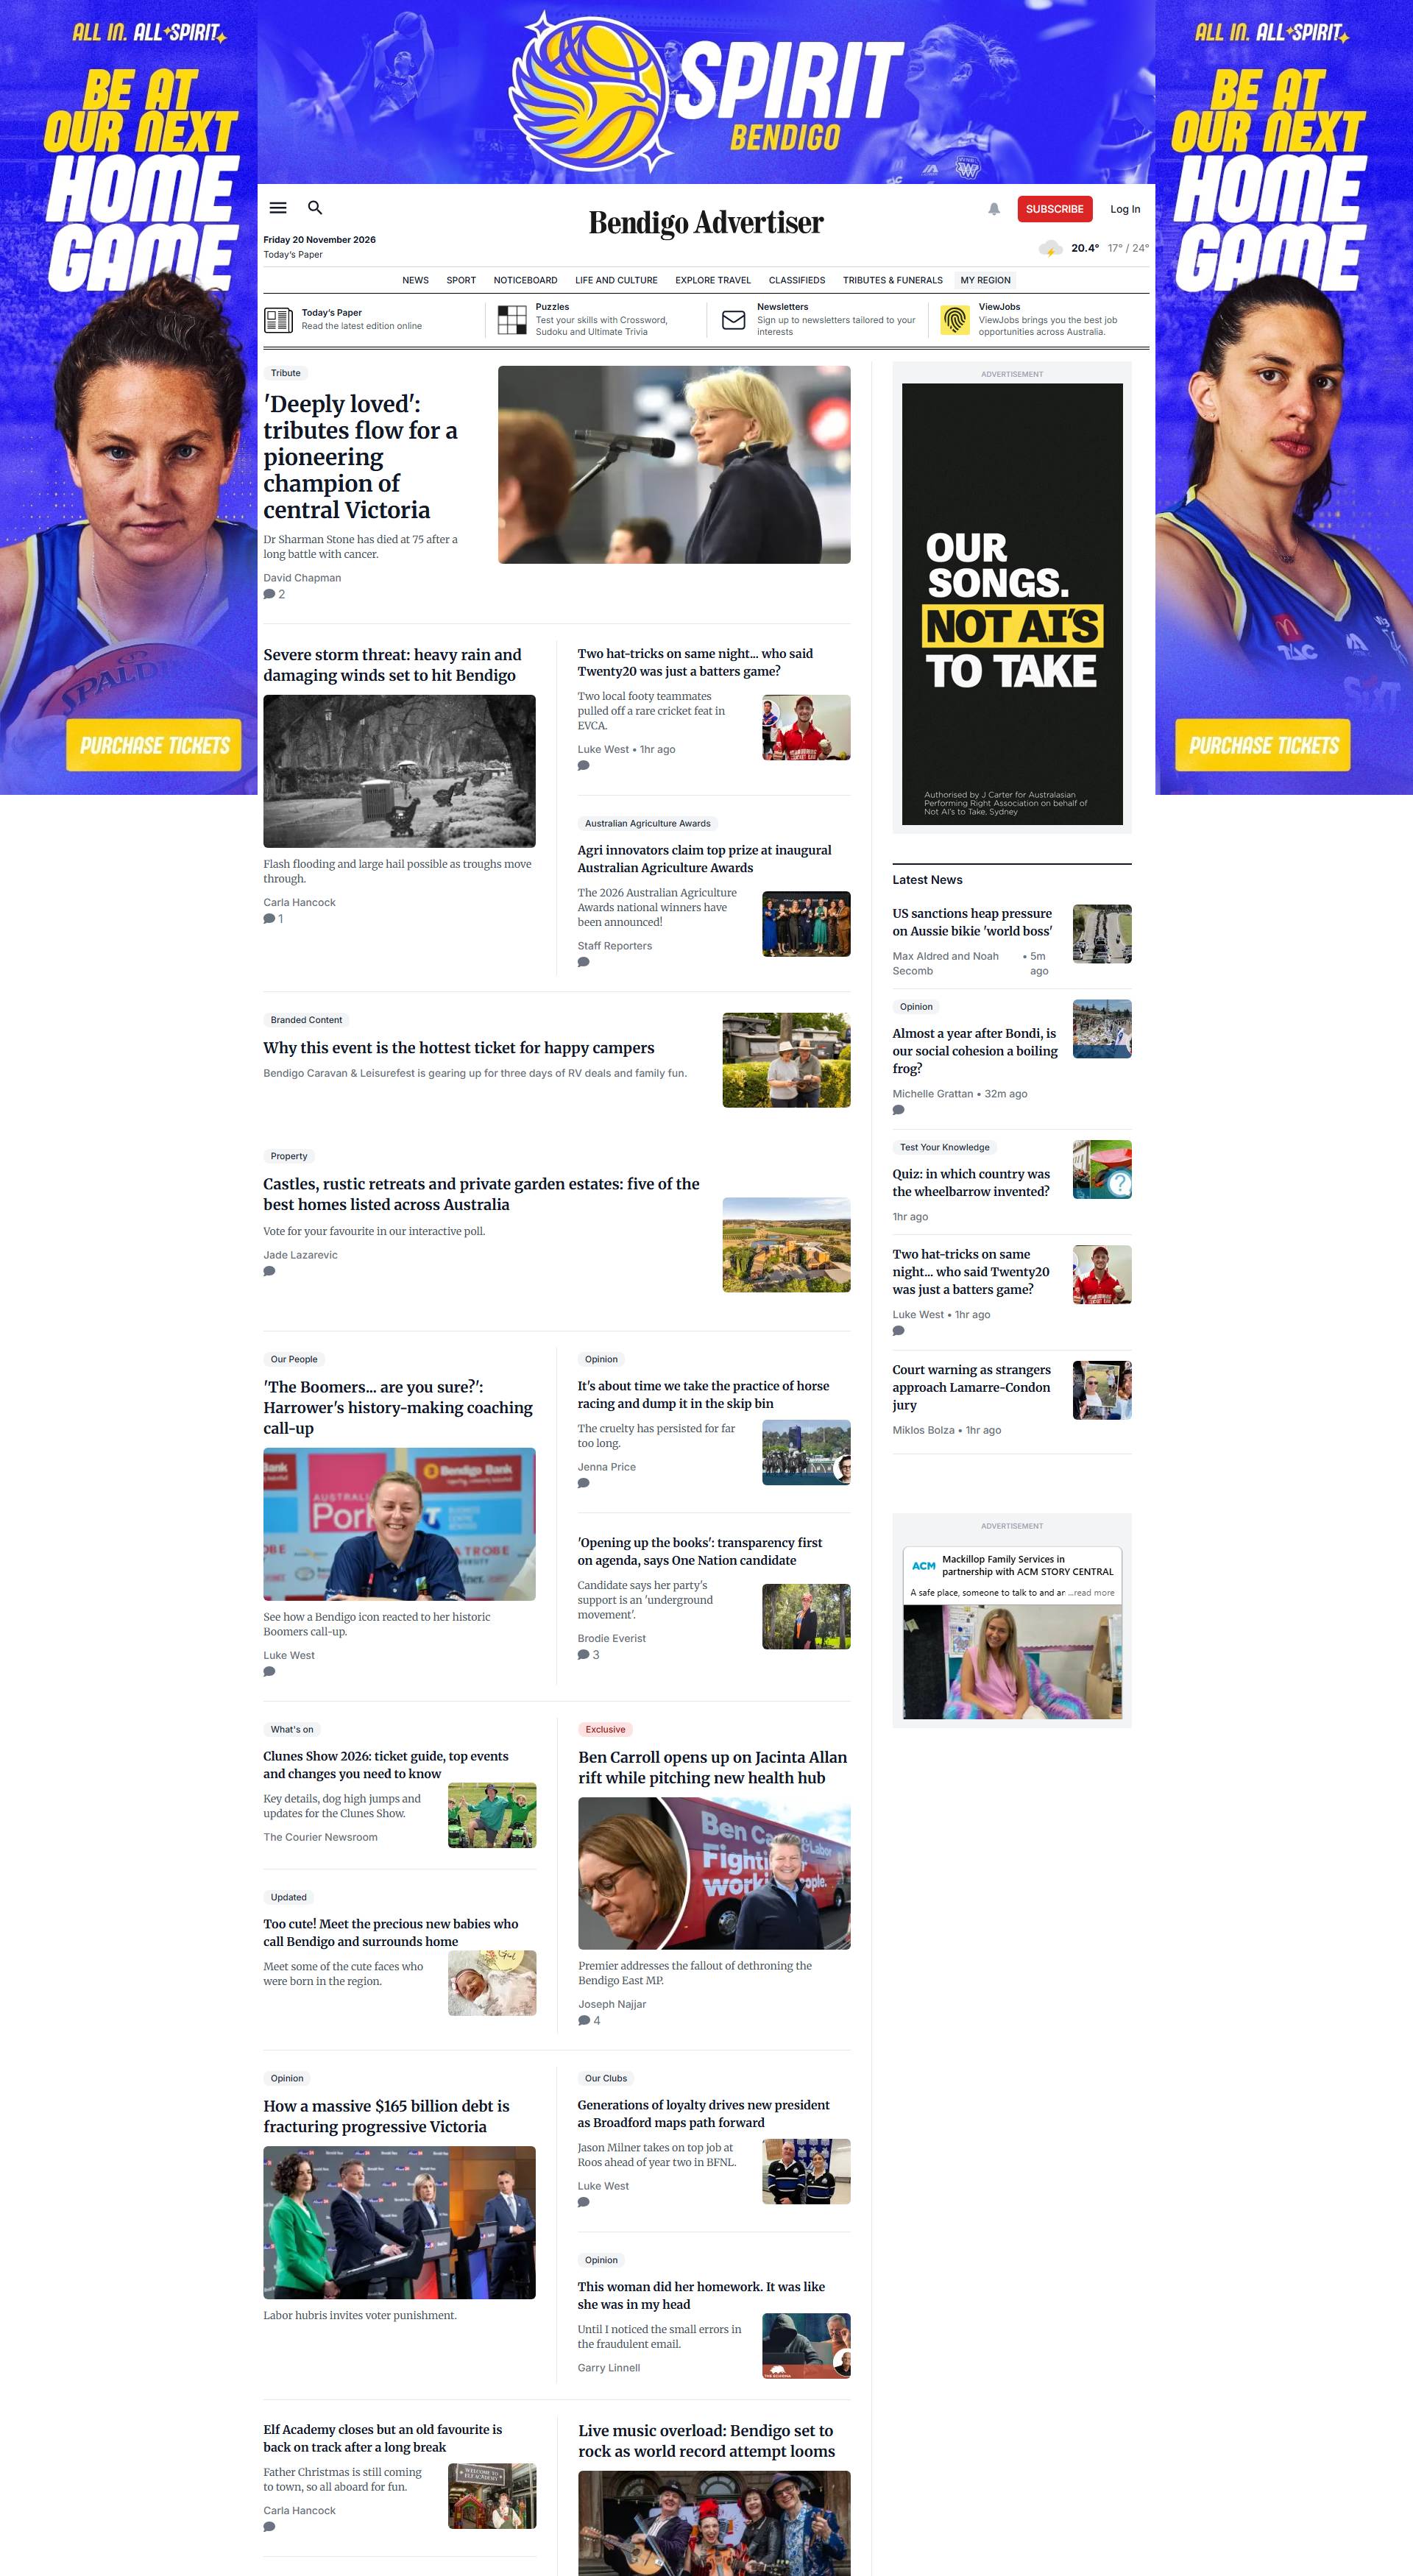 ALL IN. ALL SPIRIT
BE AT
OUR NEXT
HOME
GAME
SPALDING
PURCHASE TICKETS
SPIRIT
BENDIGO
ALL IN. ALL SPIRIT
BE AT
OUR NEXT
HOME
GAME
PURCHASE TICKETS
Bendigo Advertiser
SUBSCRIBE
Log In
Friday 20 November 2026
Today's Paper
20.4° 17° / 24°
NEWS SPORT NOTICEBOARD LIFE AND CULTURE EXPLORE TRAVEL CLASSIFIEDS TRIBUTES & FUNERALS MY REGION
Today's Paper
Read the latest edition online
Puzzles
Test your skills with Crossword,
Sudoku and Ultimate Trivia
Newsletters
Sign up to newsletters tailored to your
interests
ViewJobs
ViewJobs brings you the best job
opportunities across Australia.
Tribute
'Deeply loved':
tributes flow for a
pioneering
champion of
central Victoria
Dr Sharman Stone has died at 75 after a
long battle with cancer.
David Chapman
2
Severe storm threat: heavy rain and
damaging winds set to hit Bendigo
Flash flooding and large hail possible as troughs move
through.
Carla Hancock
1
Two hat-tricks on same night... who said
Twenty20 was just a batters game?
Two local footy teammates
pulled off a rare cricket feat in
EVCA.
Luke West • 1hr ago
Australian Agriculture Awards
Agri innovators claim top prize at inaugural
Australian Agriculture Awards
The 2026 Australian Agriculture
Awards national winners have
been announced!
Staff Reporters
Branded Content
Why this event is the hottest ticket for happy campers
Bendigo Caravan & Leisurefest is gearing up for three days of RV deals and family fun.
Property
Castles, rustic retreats and private garden estates: five of the
best homes listed across Australia
Vote for your favourite in our interactive poll.
Jade Lazarevic
Our People
'The Boomers... are you sure?':
Harrower's history-making coaching
call-up
Bendigo Bank
See how a Bendigo icon reacted to her historic
Boomers call-up.
Luke West
Opinion
It's about time we take the practice of horse
racing and dump it in the skip bin
The cruelty has persisted for far
too long.
Jenna Price
'Opening up the books': transparency first
on agenda, says One Nation candidate
Candidate says her party's
support is an 'underground
movement'.
Brodie Everist
3
What's on
Clunes Show 2026: ticket guide, top events
and changes you need to know
Key details, dog high jumps and
updates for the Clunes Show.
The Courier Newsroom
Updated
Too cute! Meet the precious new babies who
call Bendigo and surrounds home
Meet some of the cute faces who
were born in the region.
Exclusive
Ben Carroll opens up on Jacinta Allan
rift while pitching new health hub
Premier addresses the fallout of dethroning the
Bendigo East MP.
Joseph Najjar
4
Opinion
How a massive $165 billion debt is
fracturing progressive Victoria
Labor hubris invites voter punishment.
Our Clubs
Generations of loyalty drives new president
as Broadford maps path forward
Jason Milner takes on top job at
Roos ahead of year two in BFNL.
Luke West
Opinion
This woman did her homework. It was like
she was in my head
Until I noticed the small errors in
the fraudulent email.
Garry Linnell
Elf Academy closes but an old favourite is
back on track after a long break
Father Christmas is still coming
to town, so all aboard for fun.
Carla Hancock
WELCOME TO
ELF ACADEMY
Live music overload: Bendigo set to
rock as world record attempt looms
ADVERTISEMENT
OUR
SONGS.
NOT AI'S
TO TAKE
Authorised by J Carter for Australasian
Performing Right Association on behalf of
Not AI's to Take, Sydney
Latest News
US sanctions heap pressure
on Aussie bikie 'world boss'
Max Aldred and Noah
Secomb
• 5m
ago
Opinion
Almost a year after Bondi, is
our social cohesion a boiling
frog?
Michelle Grattan • 32m ago
Test Your Knowledge
Quiz: in which country was
the wheelbarrow invented?
1hr ago
Two hat-tricks on same
night... who said Twenty20
was just a batters game?
Luke West • 1hr ago
Court warning as strangers
approach Lamarre-Condon
jury
Miklos Bolza • 1hr ago
ADVERTISEMENT
ACM
Mackillop Family Services in
partnership with ACM STORY CENTRAL
A safe place, someone to talk to and ar ...read more